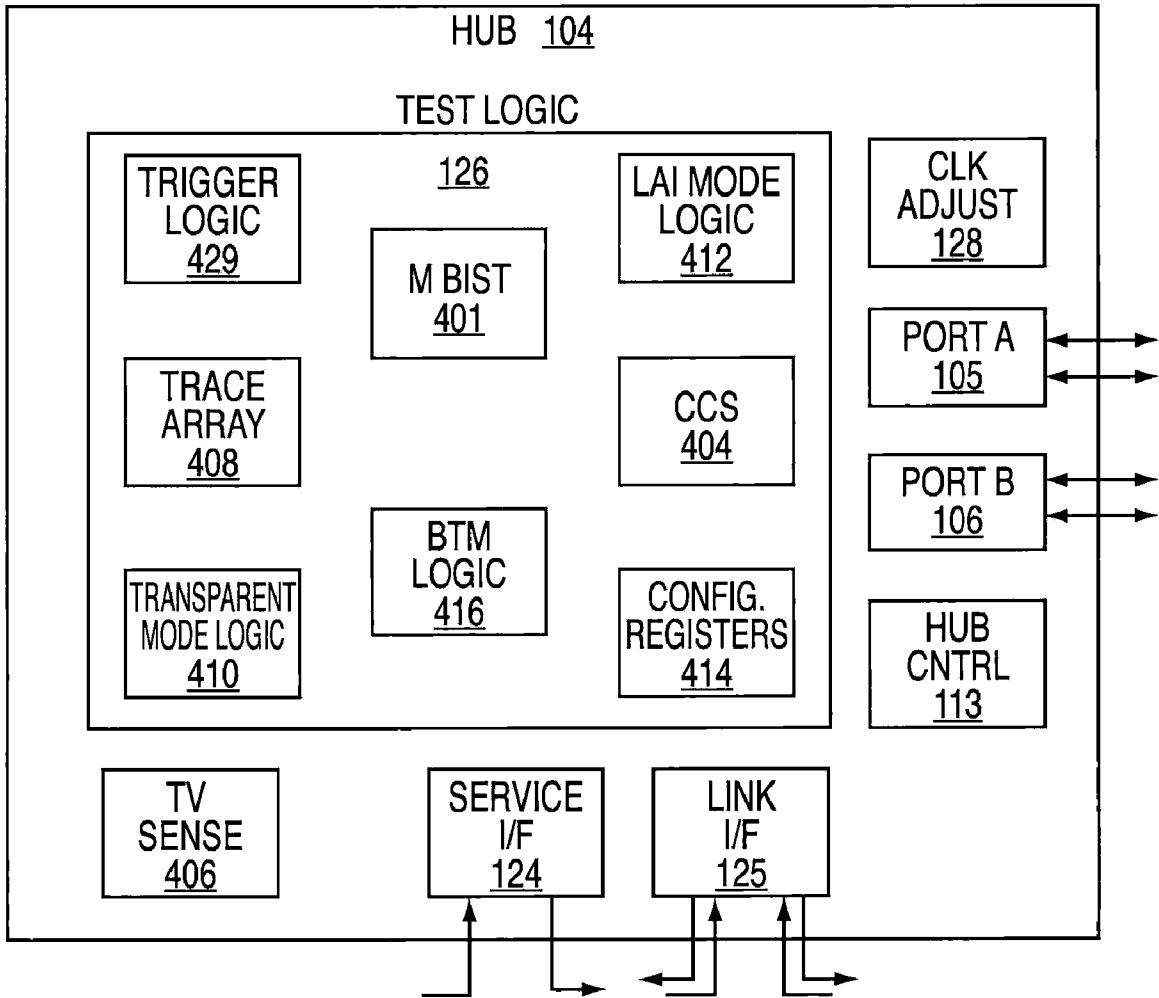 HUB 104
TEST LOGIC
126
TRIGGER
LOGIC
429
M BIST
401
LAI MODE
LOGIC
412
CLK
ADJUST
128
TRACE
ARRAY
408
CCS
404
PORT A
105
PORT B
106
TRANSPARENT
MODE LOGIC
410
BTM
LOGIC
416
CONFIG.
REGISTERS
414
HUB
CNTRL
113
TV
SENSE
406
SERVICE
I/F
124
LINK
I/F
125